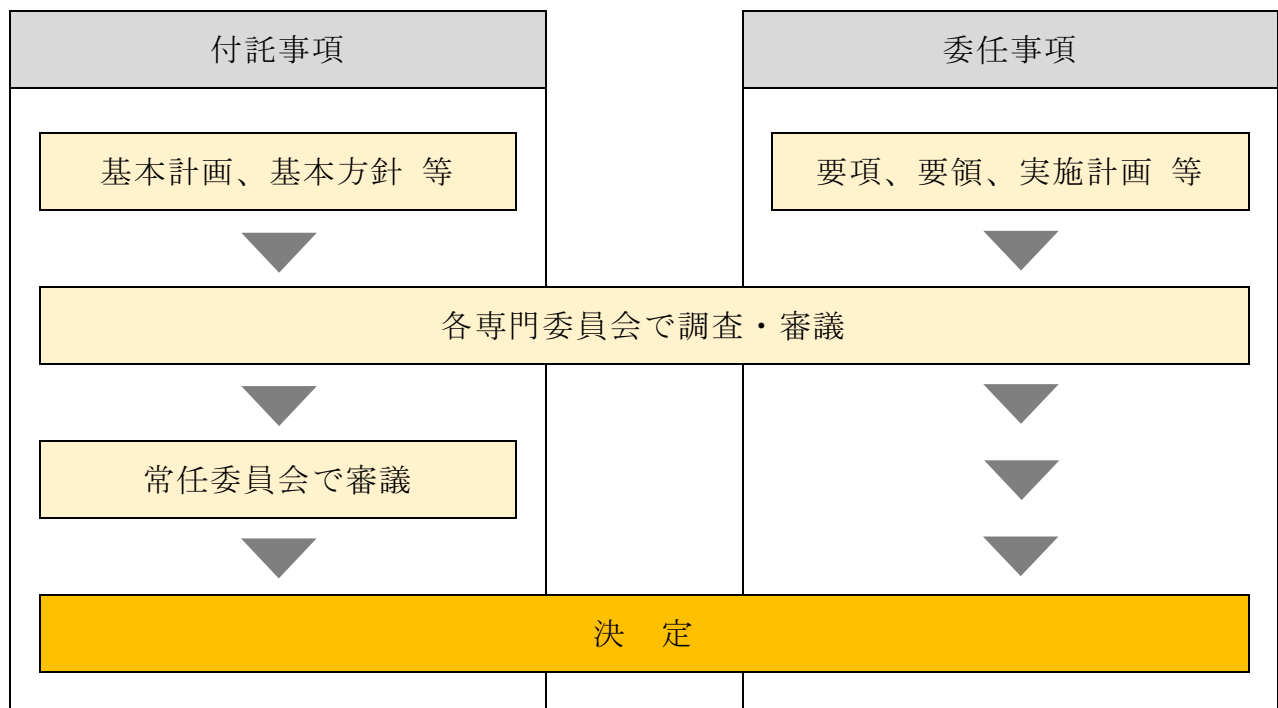 付託事項
委任事項
基本計画、基本方針 等
要項、要領、実施計画 等
各専門委員会で調査・審議
常任委員会で審議
決　定